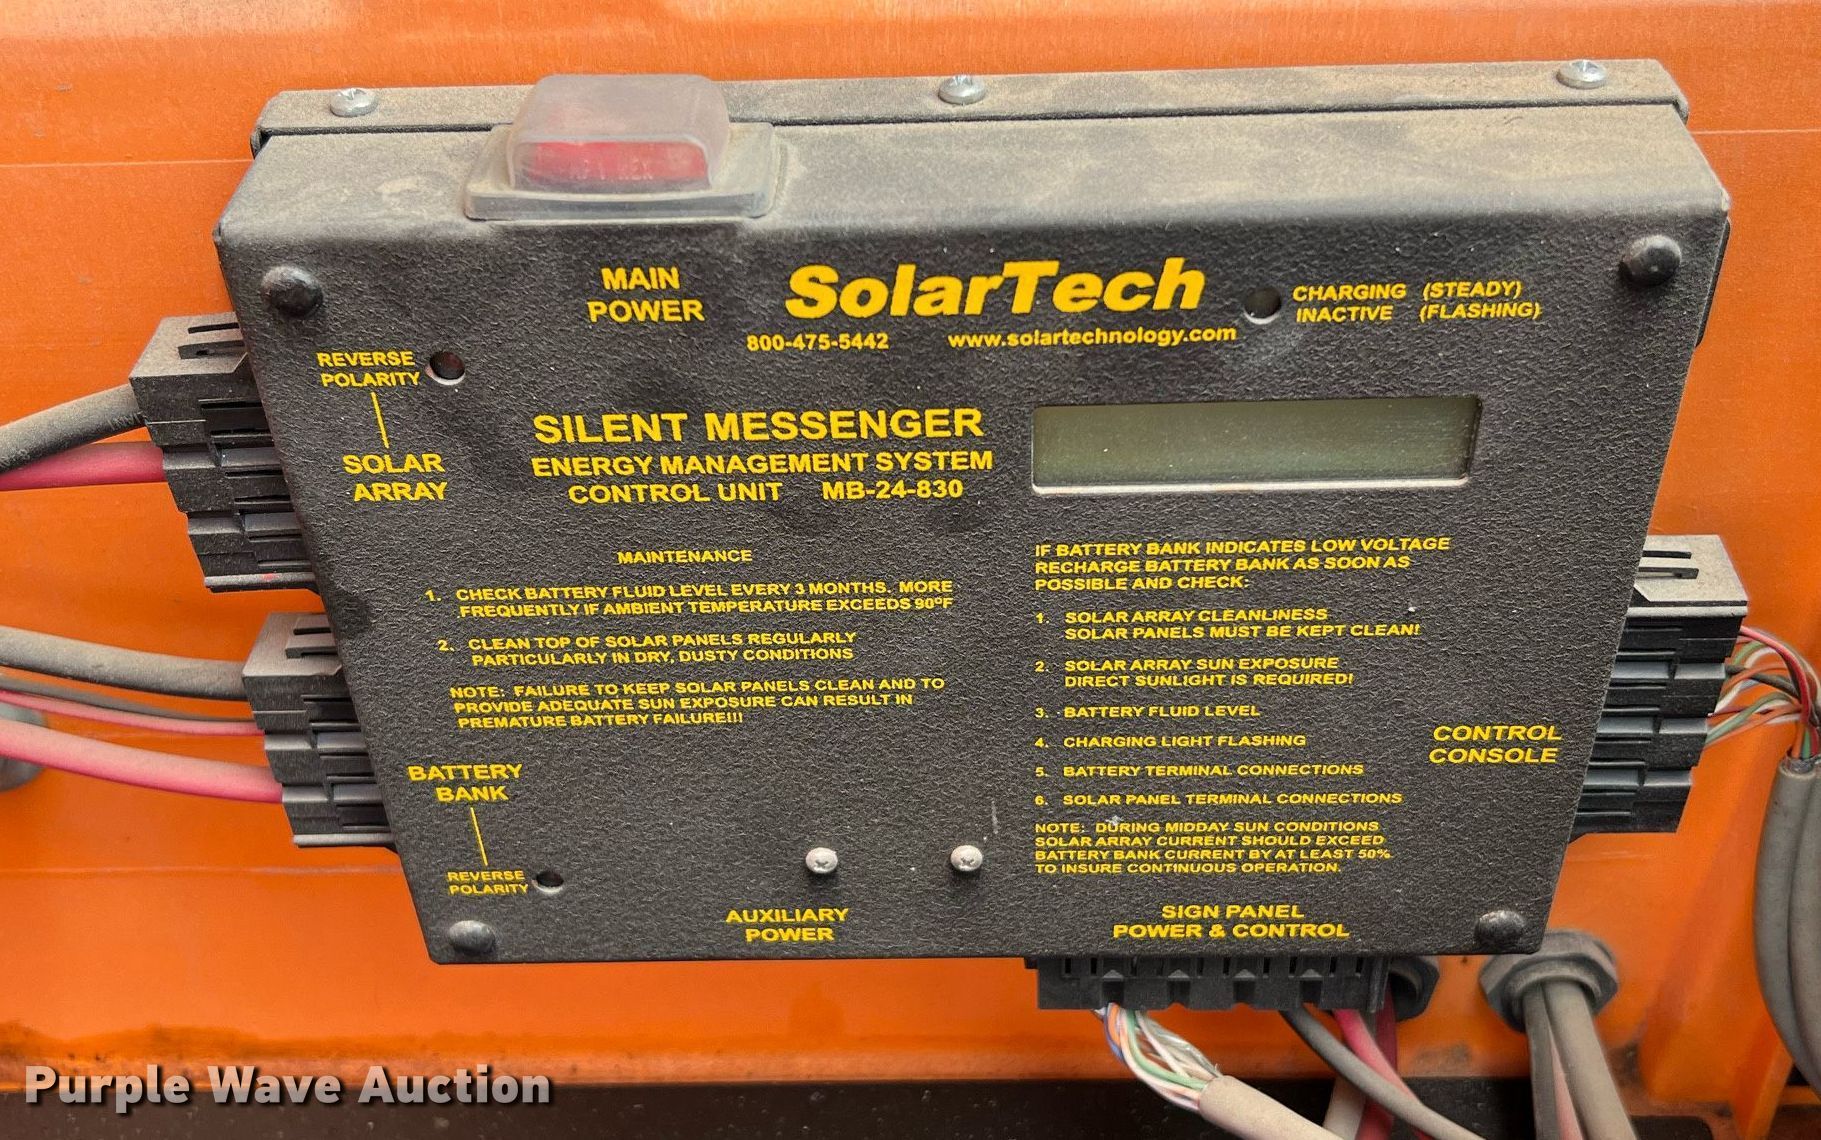 MAIN
POWER
SolarTech
800-475-5442 www.solartechnology.com
CHARGING (STEADY)
INACTIVE (FLASHING)
REVERSE
POLARITY
SOLAR
ARRAY
SILENT MESSENGER
ENERGY MANAGEMENT SYSTEM
CONTROL UNIT MB-24-830
MAINTENANCE
1. CHECK BATTERY FLUID LEVEL EVERY 3 MONTHS. MORE
FREQUENTLY IF AMBIENT TEMPERATURE EXCEEDS 90ºF
2. CLEAN TOP OF SOLAR PANELS REGULARLY
PARTICULARLY IN DRY, DUSTY CONDITIONS
NOTE: FAILURE TO KEEP SOLAR PANELS CLEAN AND TO
PROVIDE ADEQUATE SUN EXPOSURE CAN RESULT IN
PREMATURE BATTERY FAILURE!!!
IF BATTERY BANK INDICATES LOW VOLTAGE
RECHARGE BATTERY BANK AS SOON AS
POSSIBLE AND CHECK:
1. SOLAR ARRAY CLEANLINESS
SOLAR PANELS MUST BE KEPT CLEAN!
2. SOLAR ARRAY SUN EXPOSURE
DIRECT SUNLIGHT IS REQUIRED!
3. BATTERY FLUID LEVEL
4. CHARGING LIGHT FLASHING
5. BATTERY TERMINAL CONNECTIONS
6. SOLAR PANEL TERMINAL CONNECTIONS
NOTE: DURING MIDDAY SUN CONDITIONS
SOLAR ARRAY CURRENT SHOULD EXCEED
BATTERY BANK CURRENT BY AT LEAST 50%
TO INSURE CONTINUOUS OPERATION.
CONTROL
CONSOLE
BATTERY
BANK
REVERSE
POLARITY
AUXILIARY
POWER
SIGN PANEL
POWER & CONTROL
Purple Wave Auction